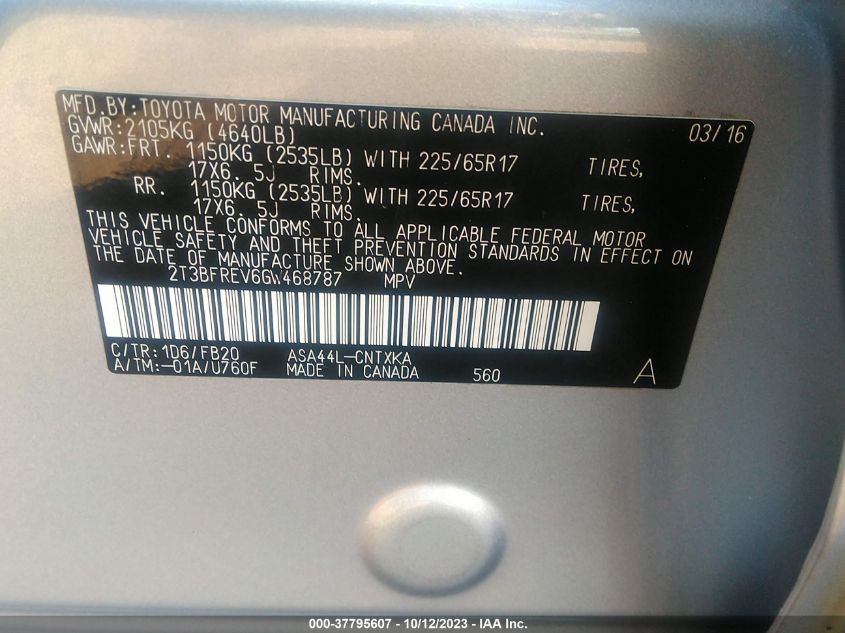 MFD.BY:TOYOTA MOTOR MANUFACTURING CANADA INC. 03/16
GVWR:2105KG (4640LB)
GAWR:FRT. 1150KG (2535LB) WITH 225/65R17 TIRES,
17X6. 5J RIMS.
RR. 1150KG (2535LB) WITH 225/65R17 TIRES,
17X6. 5J RIMS.
THIS VEHICLE CONFORMS TO ALL APPLICABLE FEDERAL MOTOR
VEHICLE SAFETY AND THEFT PREVENTION STANDARDS IN EFFECT ON
THE DATE OF MANUFACTURE SHOWN ABOVE.
2T3BFREV6GW468787 MPV
C/TR:1D6/FB20 ASA44L-CNTXKA
A/TM:-01A/U760F MADE IN CANADA 560 A
000-37795607 - 10/12/2023 - IAA Inc.